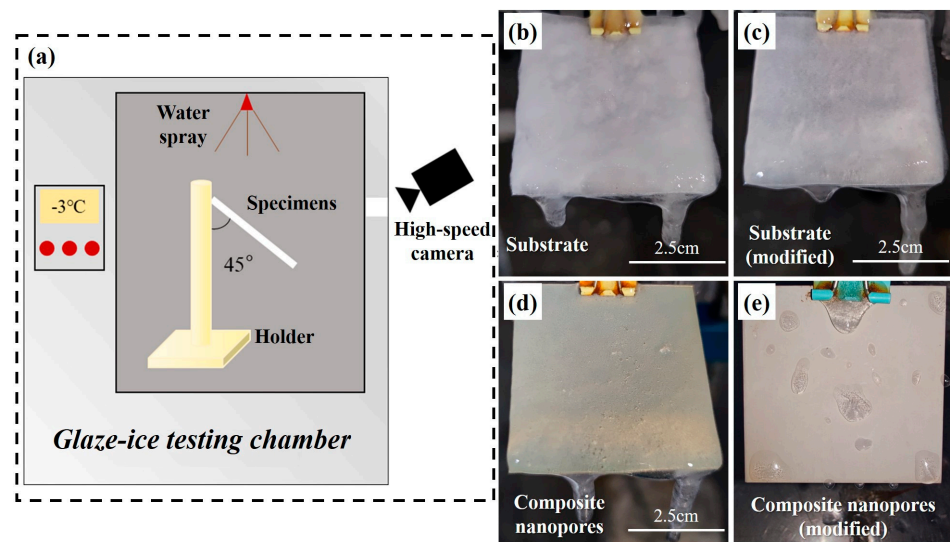 (a)
Water
spray
-3℃
Specimens
45°
High-speed
camera
Holder
Glaze-ice testing chamber
(b)
Substrate
2.5cm
(c)
Substrate
(modified)
2.5cm
(d)
Composite
nanopores
2.5cm
(e)
Composite nanopores
(modified)